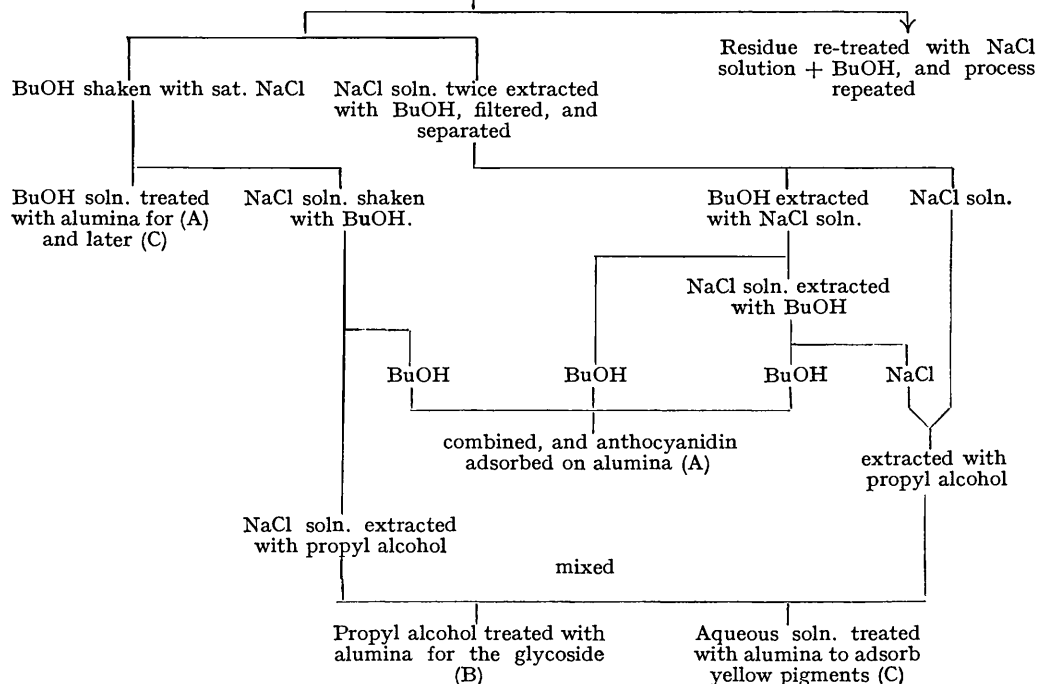 Residue re-treated with NaCl
solution + BuOH, and process
repeated
BuOH shaken with sat. NaCl
NaCl soln. twice extracted
with BuOH, filtered, and
separated
BuOH soln. treated
with alumina for (A)
and later (C)
NaCl soln. shaken
with BuOH.
BuOH extracted
with NaCl soln.
NaCl soln.
NaCl soln. extracted
with BuOH
BuOH
BuOH
BuOH
NaCl
combined, and anthocyanidin
adsorbed on alumina (A)
extracted with
propyl alcohol
NaCl soln. extracted
with propyl alcohol
mixed
Propyl alcohol treated with
alumina for the glycoside
(B)
Aqueous soln. treated
with alumina to adsorb
yellow pigments (C)